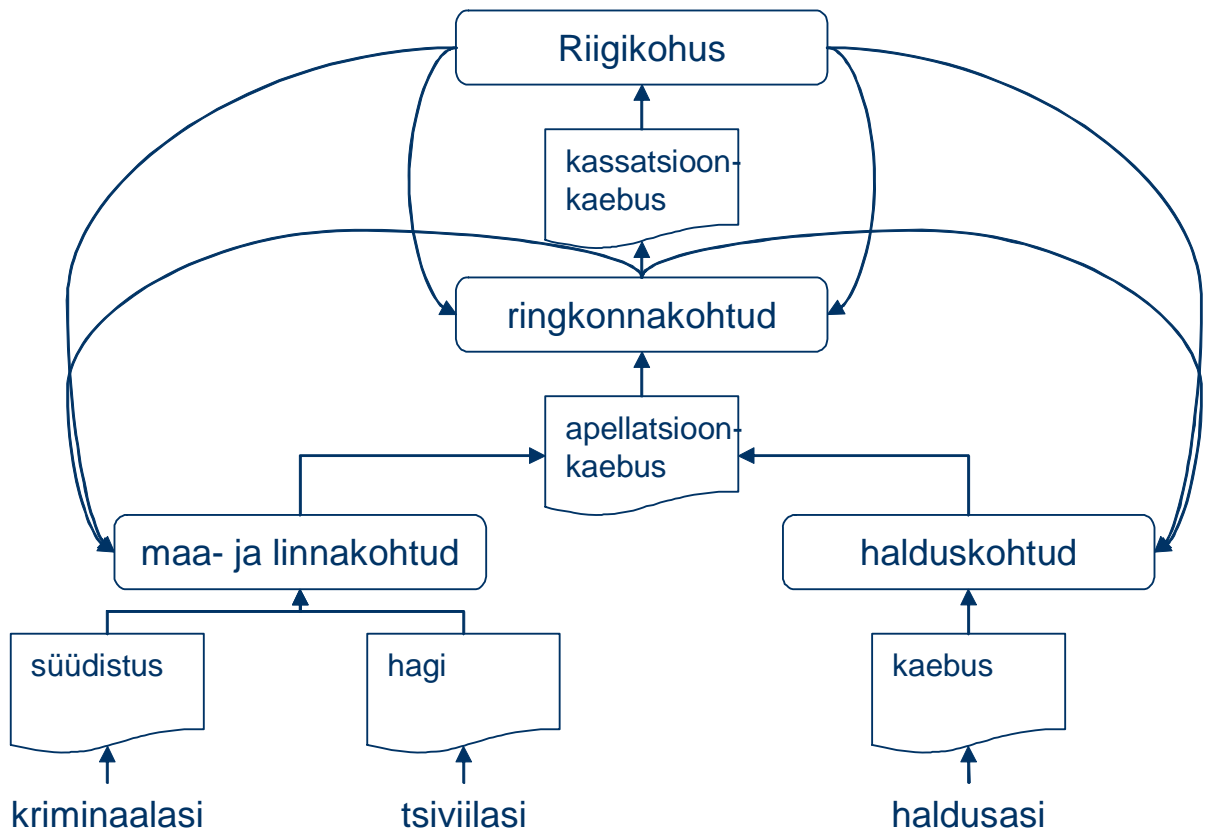 Riigikohus
kassatsioon-
kaebus
ringkonnakohtud
apellatsioon-
kaebus
maa- ja linnakohtud
halduskohtud
süüdistus
hagi
kaebus
kriminaalasi
tsiviilasi
haldusasi